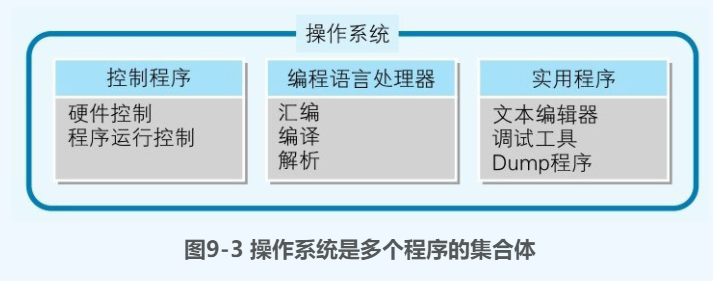 操作系统
控制程序
硬件控制
程序运行控制
编程语言处理器
汇编
编译
解析
实用程序
文本编辑器
调试工具
Dump程序
图9-3 操作系统是多个程序的集合体